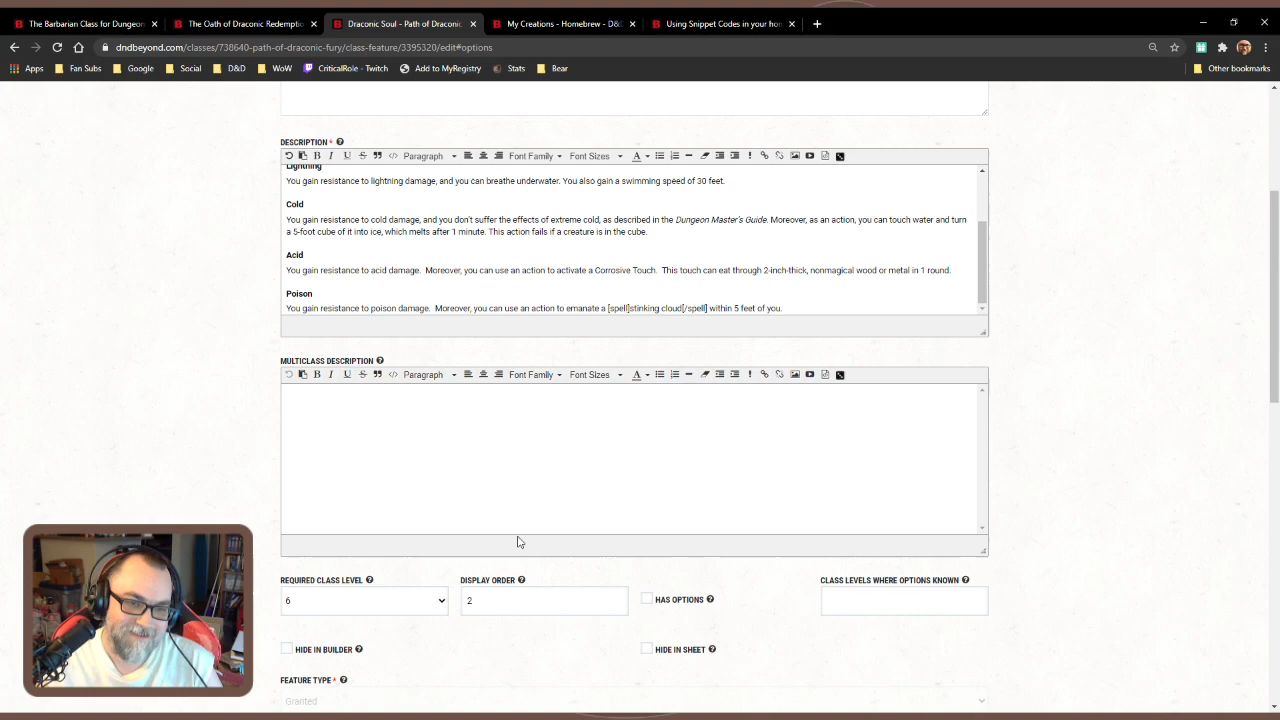 The Barbarian Class for Dungeon
The Oath of Draconic Redemptio
Draconic Soul - Path of Draconic
My Creations - Homebrew - D&
Using Snippet Codes in your hon
dndbeyond.com/classes/738640-path-of-draconic-fury/class-feature/3395320/edit#options
Apps Fan Subs Google Social D&D WoW CriticalRole - Twitch Add to MyRegistry Stats Bear Other bookmarks
DESCRIPTION *
Paragraph Font Family Font Sizes A
Lightning
You gain resistance to lightning damage, and you can breathe underwater. You also gain a swimming speed of 30 feet.
Cold
You gain resistance to cold damage, and you don't suffer the effects of extreme cold, as described in the Dungeon Master's Guide. Moreover, as an action, you can touch water and turn
a 5-foot cube of it into ice, which melts after 1 minute. This action fails if a creature is in the cube.
Acid
You gain resistance to acid damage.  Moreover, you can use an action to activate a Corrosive Touch.  This touch can eat through 2-inch-thick, nonmagical wood or metal in 1 round.
Poison
You gain resistance to poison damage.  Moreover, you can use an action to emanate a [spell]stinking cloud[/spell] within 5 feet of you.
MULTICLASS DESCRIPTION
Paragraph Font Family Font Sizes A
REQUIRED CLASS LEVEL DISPLAY ORDER CLASS LEVELS WHERE OPTIONS KNOWN
6 2 HAS OPTIONS
HIDE IN BUILDER HIDE IN SHEET
FEATURE TYPE *
Granted